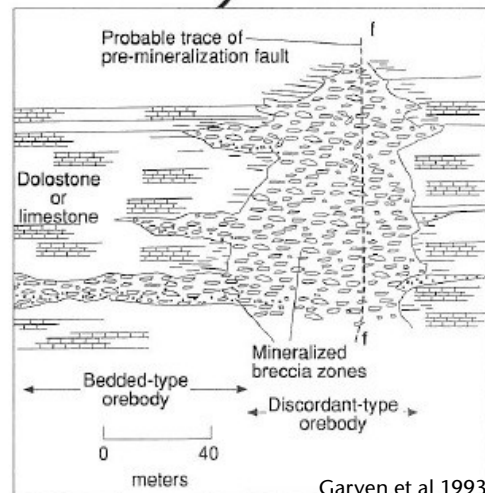 Probable trace of
pre-mineralization fault
f
Dolostone
or
limestone
f
Mineralized
breccia zones
Bedded-type
orebody
Discordant-type
orebody
0 40
meters
Garven et al 1993